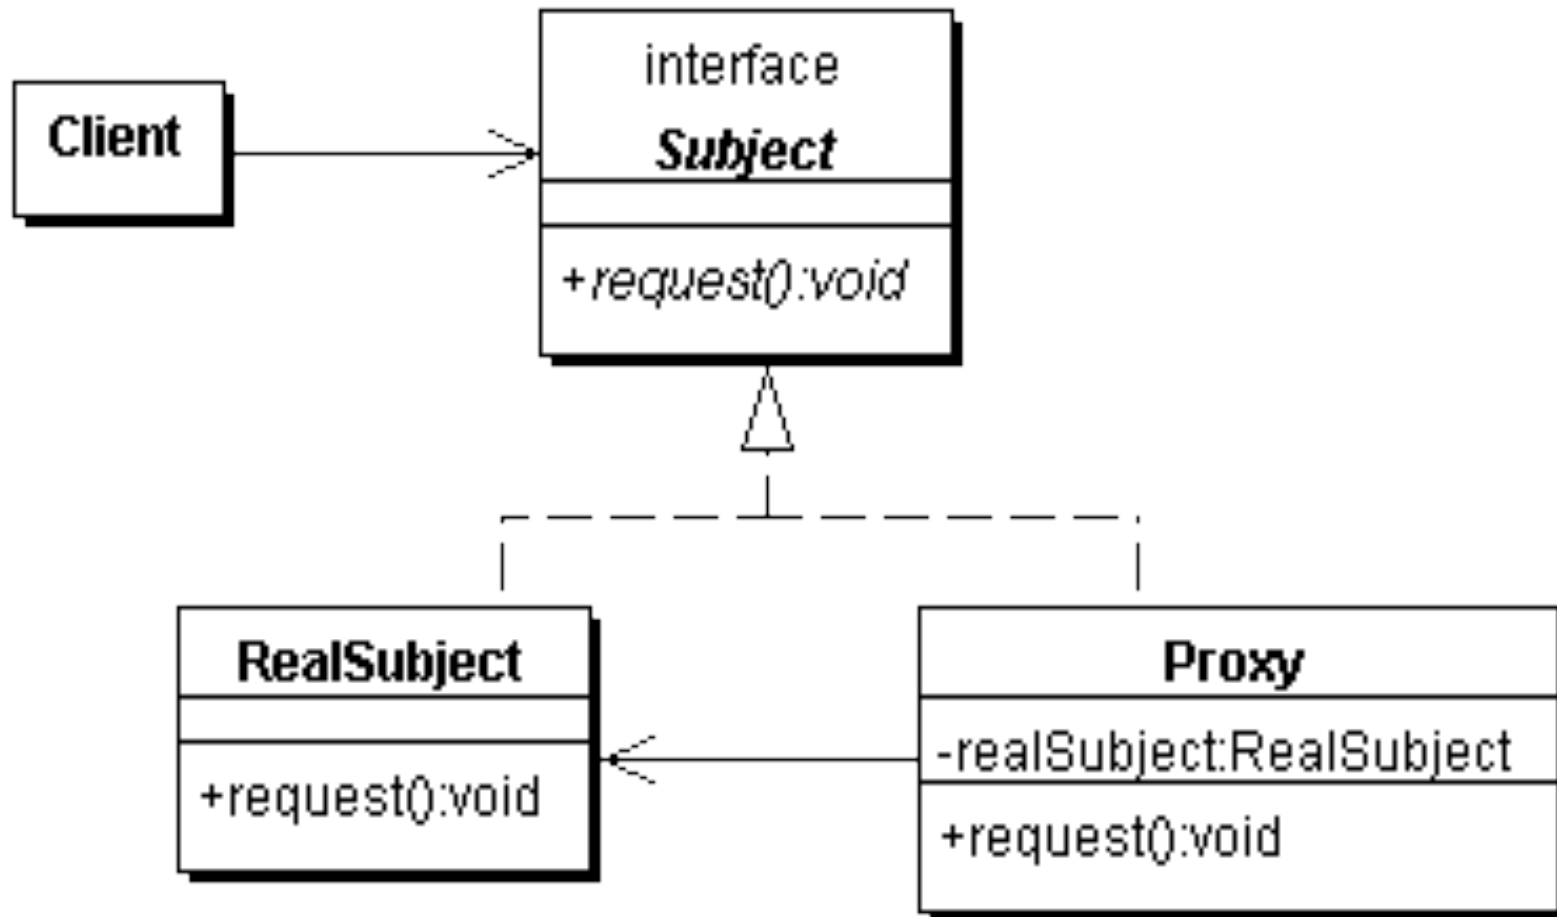 Client
interface
Subject
+request():void
RealSubject
+request():void
Proxy
-realSubject:RealSubject
+request():void